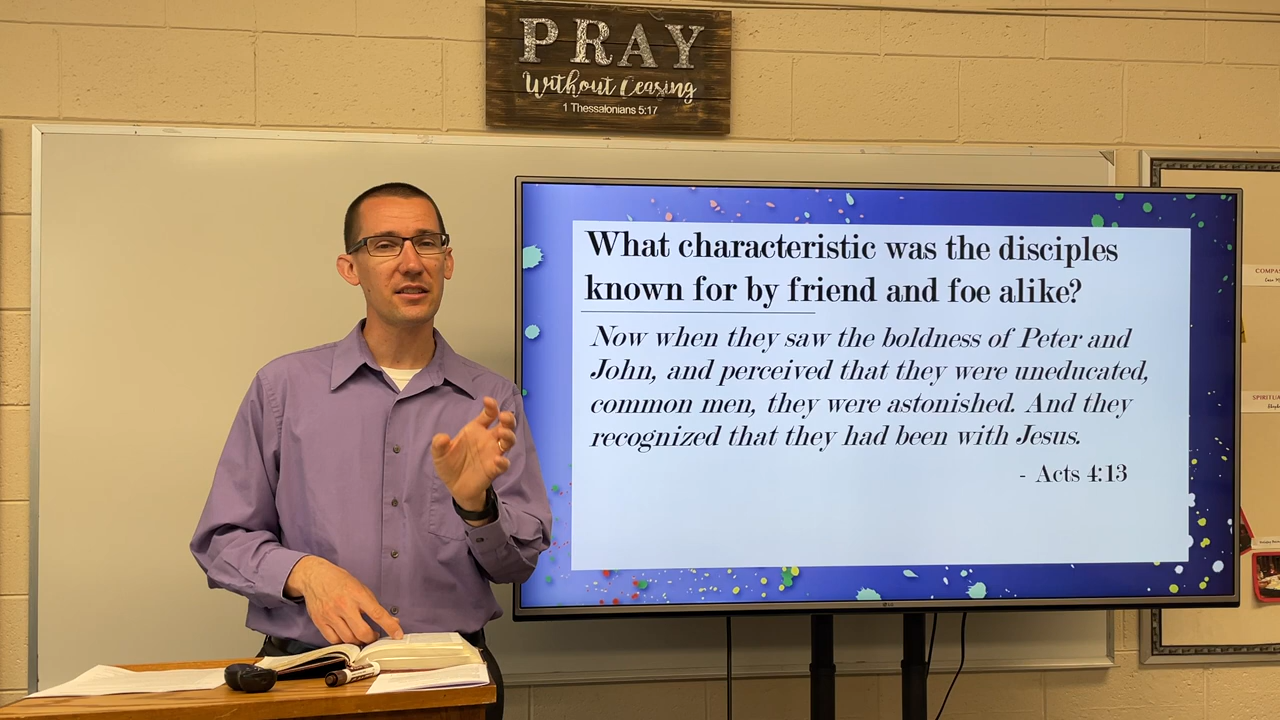 PRAY
Without Ceasing
1 Thessalonians 5:17
What characteristic was the disciples
known for by friend and foe alike?
Now when they saw the boldness of Peter and
John, and perceived that they were uneducated,
common men, they were astonished. And they
recognized that they had been with Jesus.
- Acts 4:13
LG